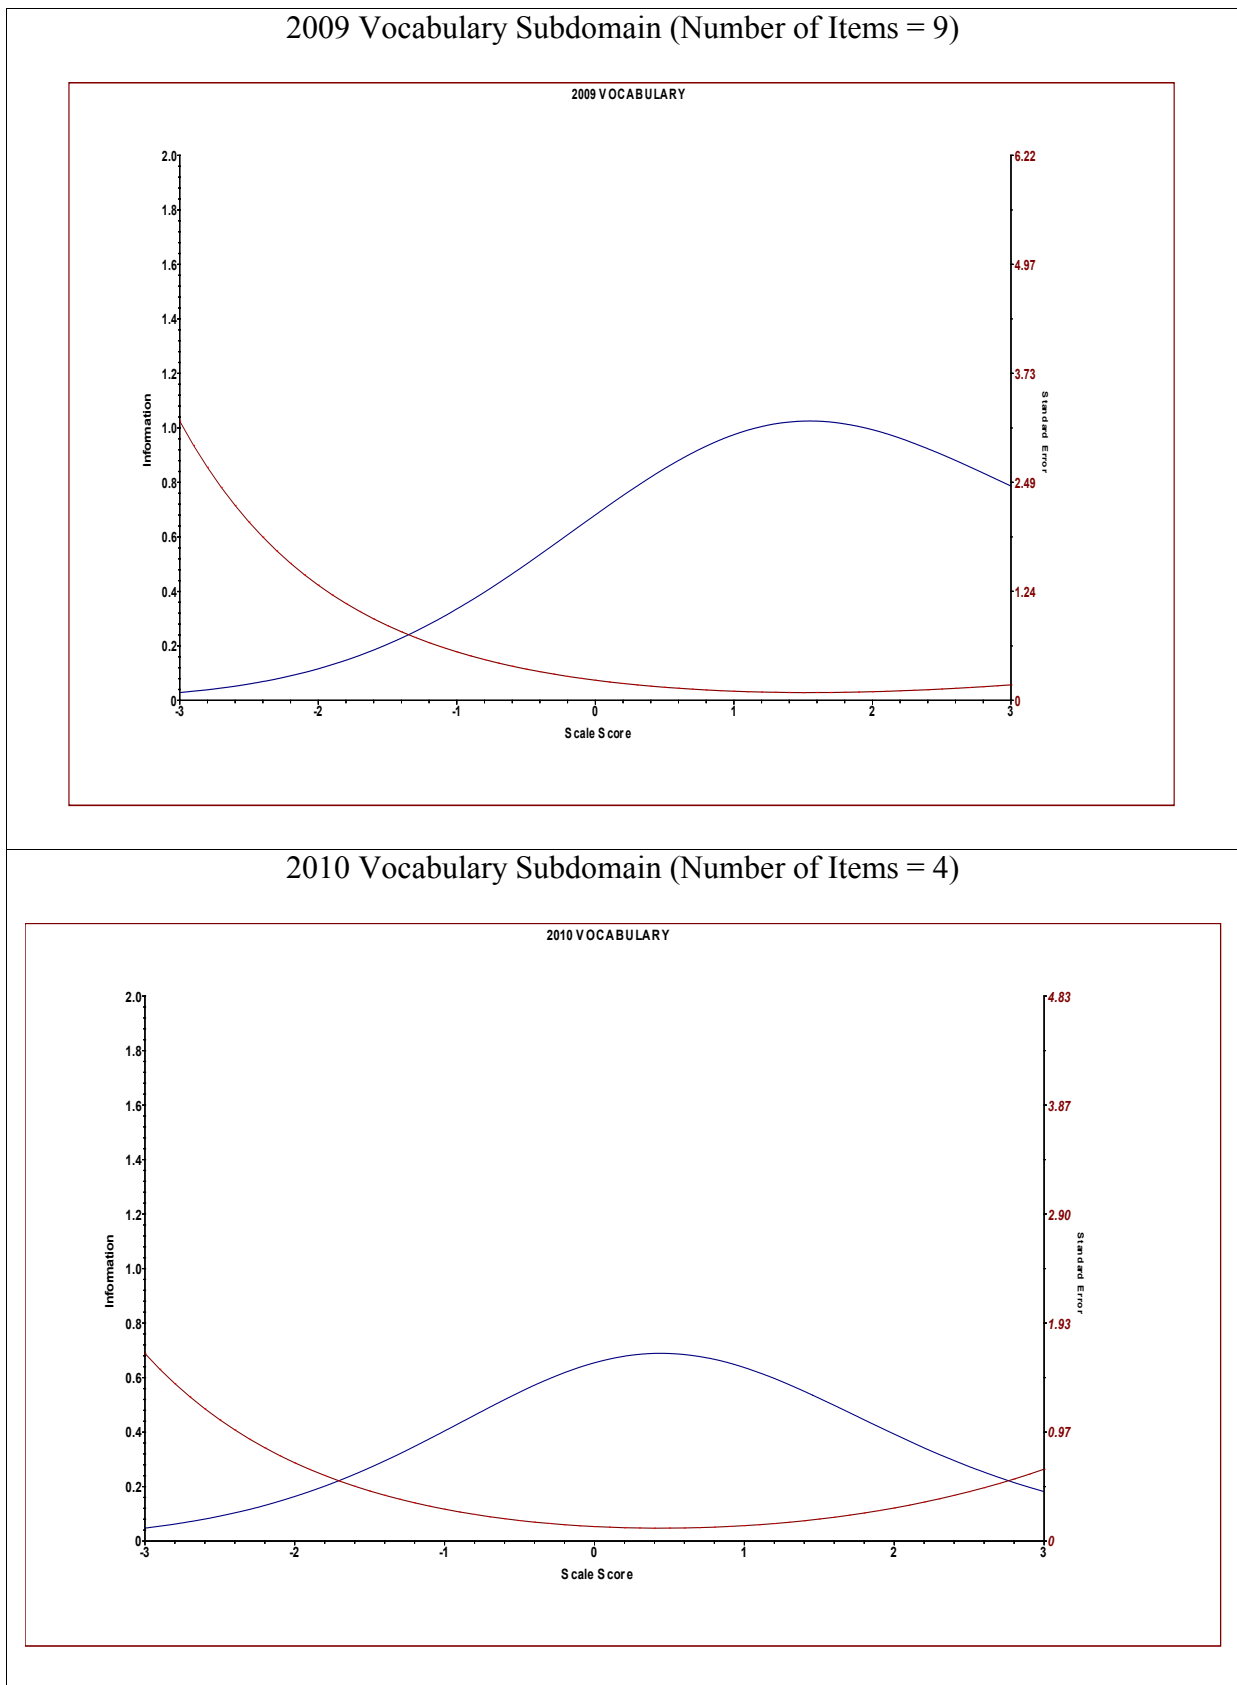 2009 Vocabulary Subdomain (Number of Items = 9)
2009 VOCABULARY
2.0
1.8
1.6
1.4
1.2
1.0
0.8
0.6
0.4
0.2
0
Information
6.22
4.97
3.73
2.49
1.24
0
Standard Error
-3 -2 -1 0 1 2 3
Scale Score
2010 Vocabulary Subdomain (Number of Items = 4)
2010 VOCABULARY
2.0
1.8
1.6
1.4
1.2
1.0
0.8
0.6
0.4
0.2
0
Information
4.83
3.87
2.90
1.93
0.97
0
Standard Error
-3 -2 -1 0 1 2 3
Scale Score